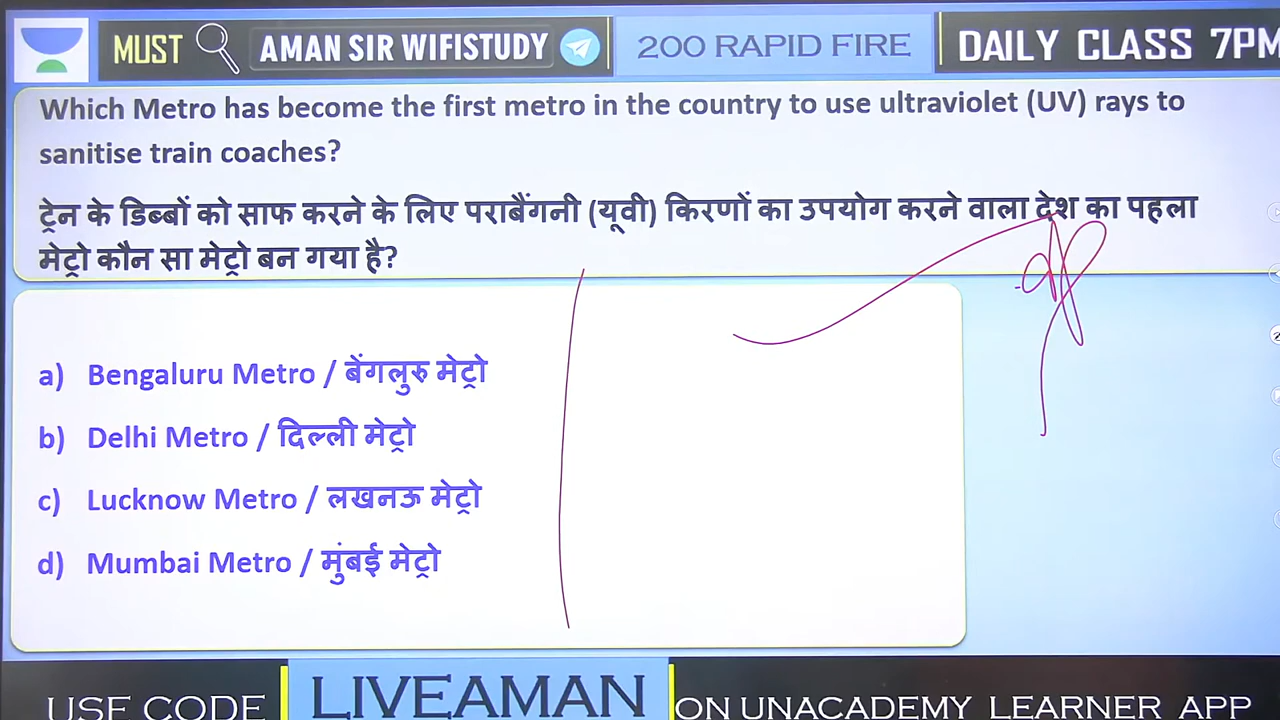 MUST AMAN SIR WIFISTUDY 200 RAPID FIRE DAILY CLASS 7PM
Which Metro has become the first metro in the country to use ultraviolet (UV) rays to
sanitise train coaches?
ट्रेन के डिब्बों को साफ करने के लिए पराबैंगनी (यूवी) किरणों का उपयोग करने वाला देश का पहला
मेट्रो कौन सा मेट्रो बन गया है?
a) Bengaluru Metro / बेंगलुरु मेट्रो
b) Delhi Metro / दिल्ली मेट्रो
c) Lucknow Metro / लखनऊ मेट्रो
d) Mumbai Metro / मुंबई मेट्रो
USE CODE LIVEAMAN ON UNACADEMY LEARNER APP